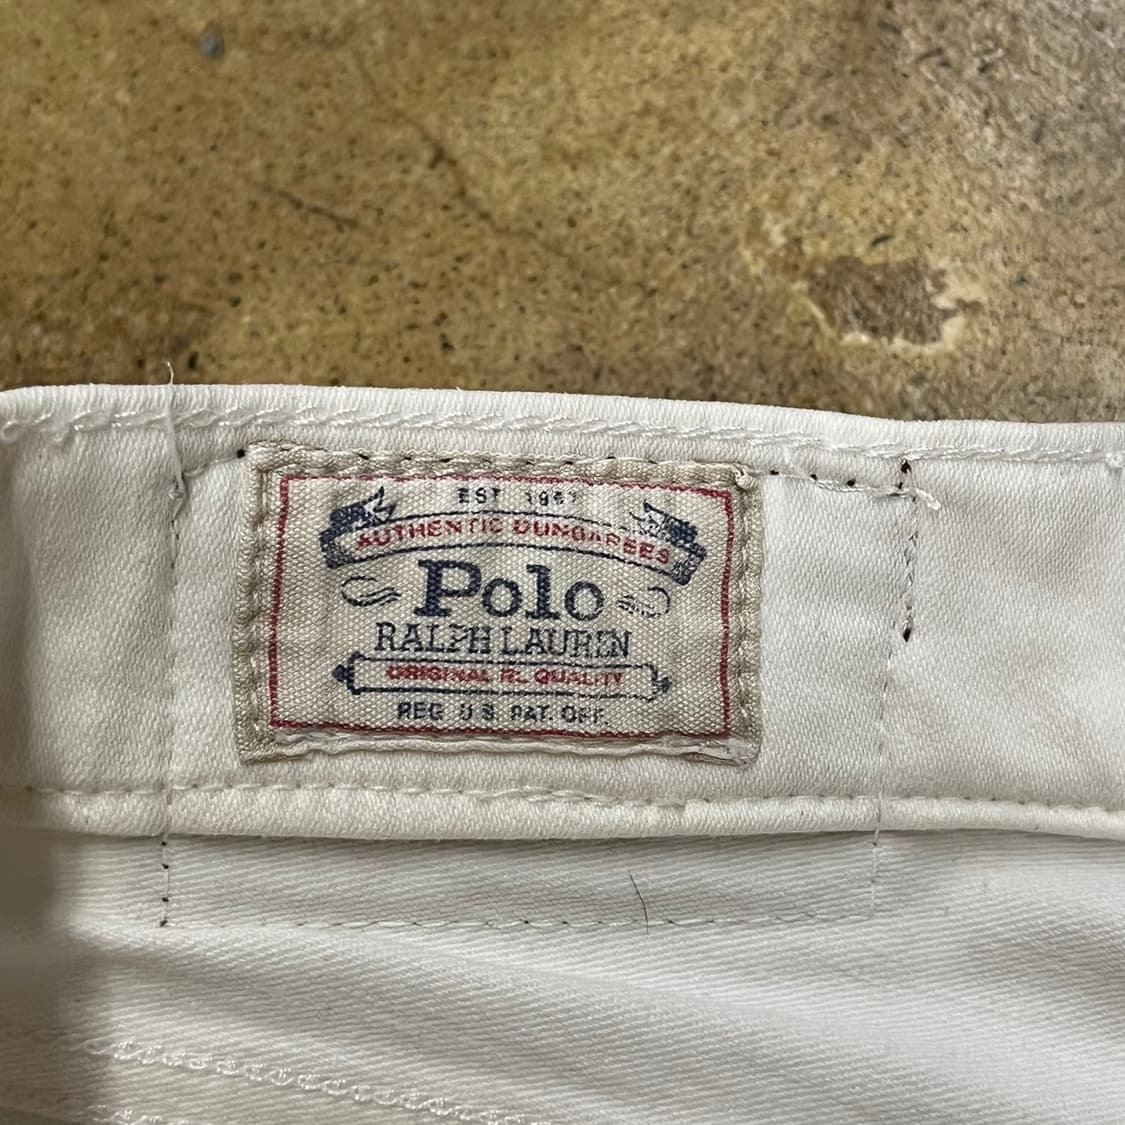 EST. 1967
AUTHENTIC DUNGAREES
Polo
RALPH LAUREN
ORIGINAL RL QUALITY
REG U.S. PAT. OFF.